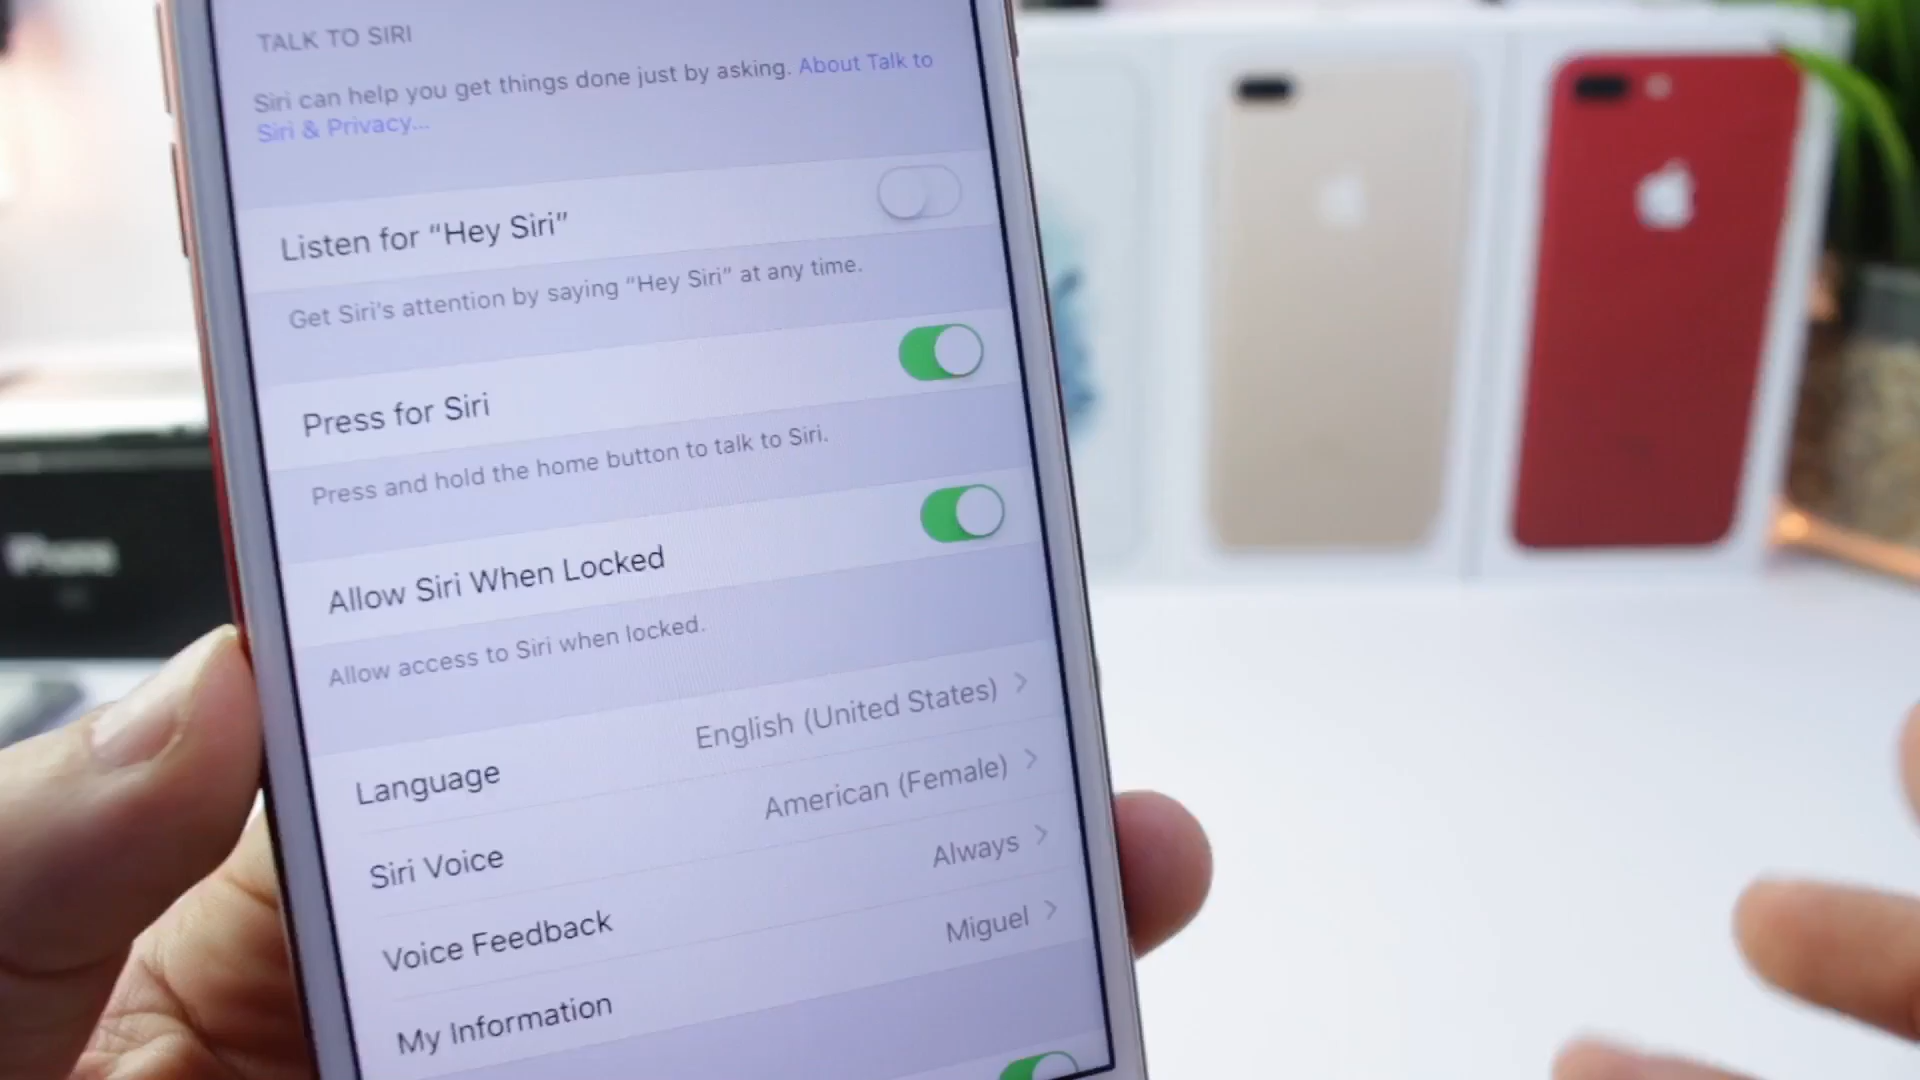 TALK TO SIRI
Siri can help you get things done just by asking. About Talk to
Siri & Privacy...
Listen for “Hey Siri”
Get Siri's attention by saying “Hey Siri” at any time.
Press for Siri
Press and hold the home button to talk to Siri.
Allow Siri When Locked
Allow access to Siri when locked.
Language English (United States)
Siri Voice American (Female)
Voice Feedback Always
My Information Miguel
iPhone